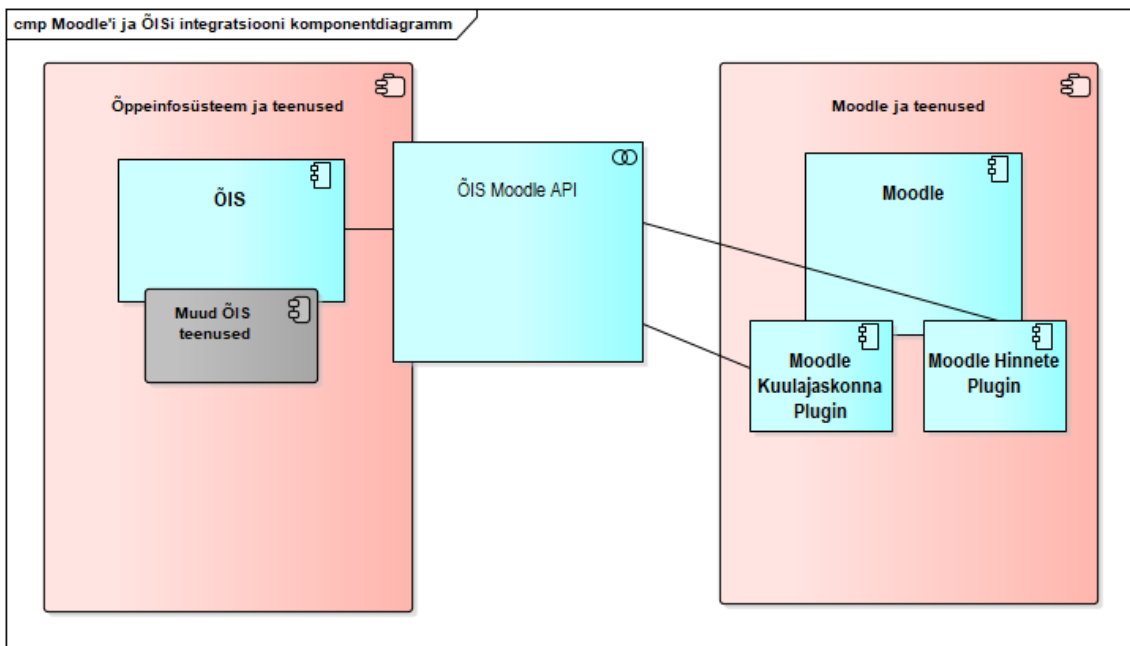 cmp Moodle'i ja ÕISi integratsiooni komponentdiagramm
Õppeinfosüsteem ja teenused
ÕIS
Muud ÕIS
teenused
ÕIS Moodle API
Moodle ja teenused
Moodle
Moodle
Kuulajaskonna
Plugin
Moodle Hinnete
Plugin